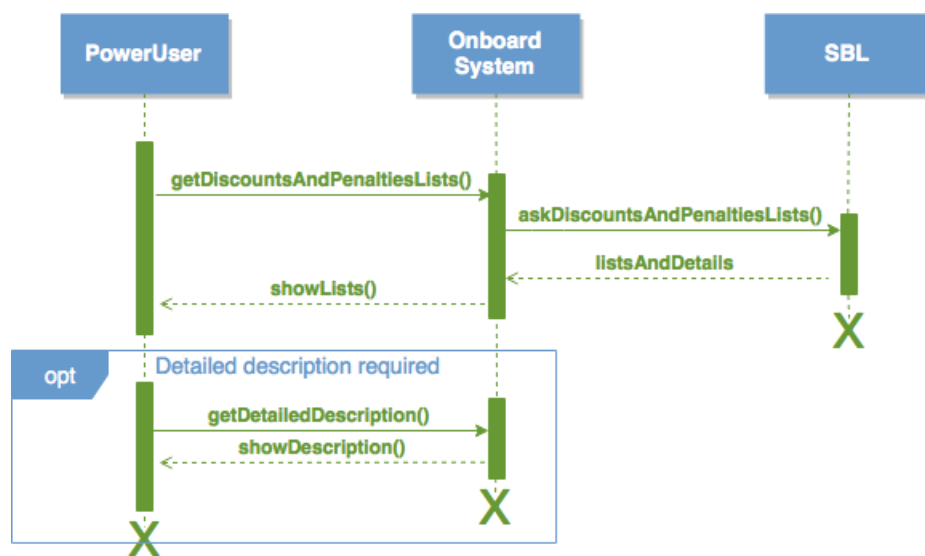 PowerUser
Onboard
System
SBL
getDiscountsAndPenaltiesLists()
askDiscountsAndPenaltiesLists()
listsAndDetails
showLists()
opt
Detailed description required
getDetailedDescription()
showDescription()